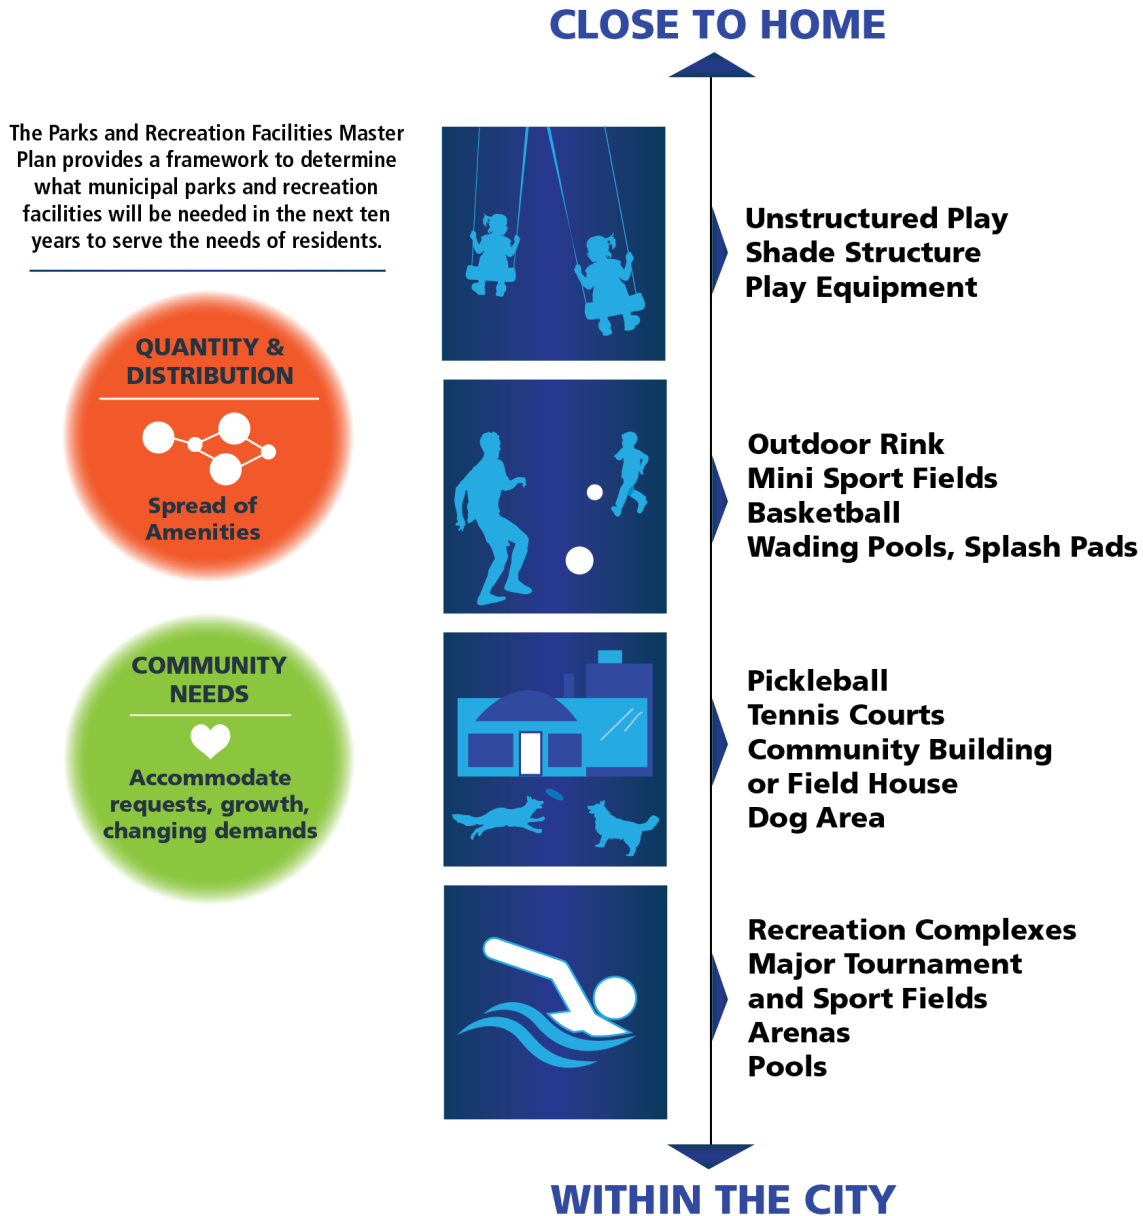 CLOSE TO HOME
The Parks and Recreation Facilities Master
Plan provides a framework to determine
what municipal parks and recreation
facilities will be needed in the next ten
years to serve the needs of residents.
QUANTITY &
DISTRIBUTION
Spread of
Amenities
COMMUNITY
NEEDS
Accommodate
requests, growth,
changing demands
Unstructured Play
Shade Structure
Play Equipment
Outdoor Rink
Mini Sport Fields
Basketball
Wading Pools, Splash Pads
Pickleball
Tennis Courts
Community Building
or Field House
Dog Area
Recreation Complexes
Major Tournament
and Sport Fields
Arenas
Pools
WITHIN THE CITY